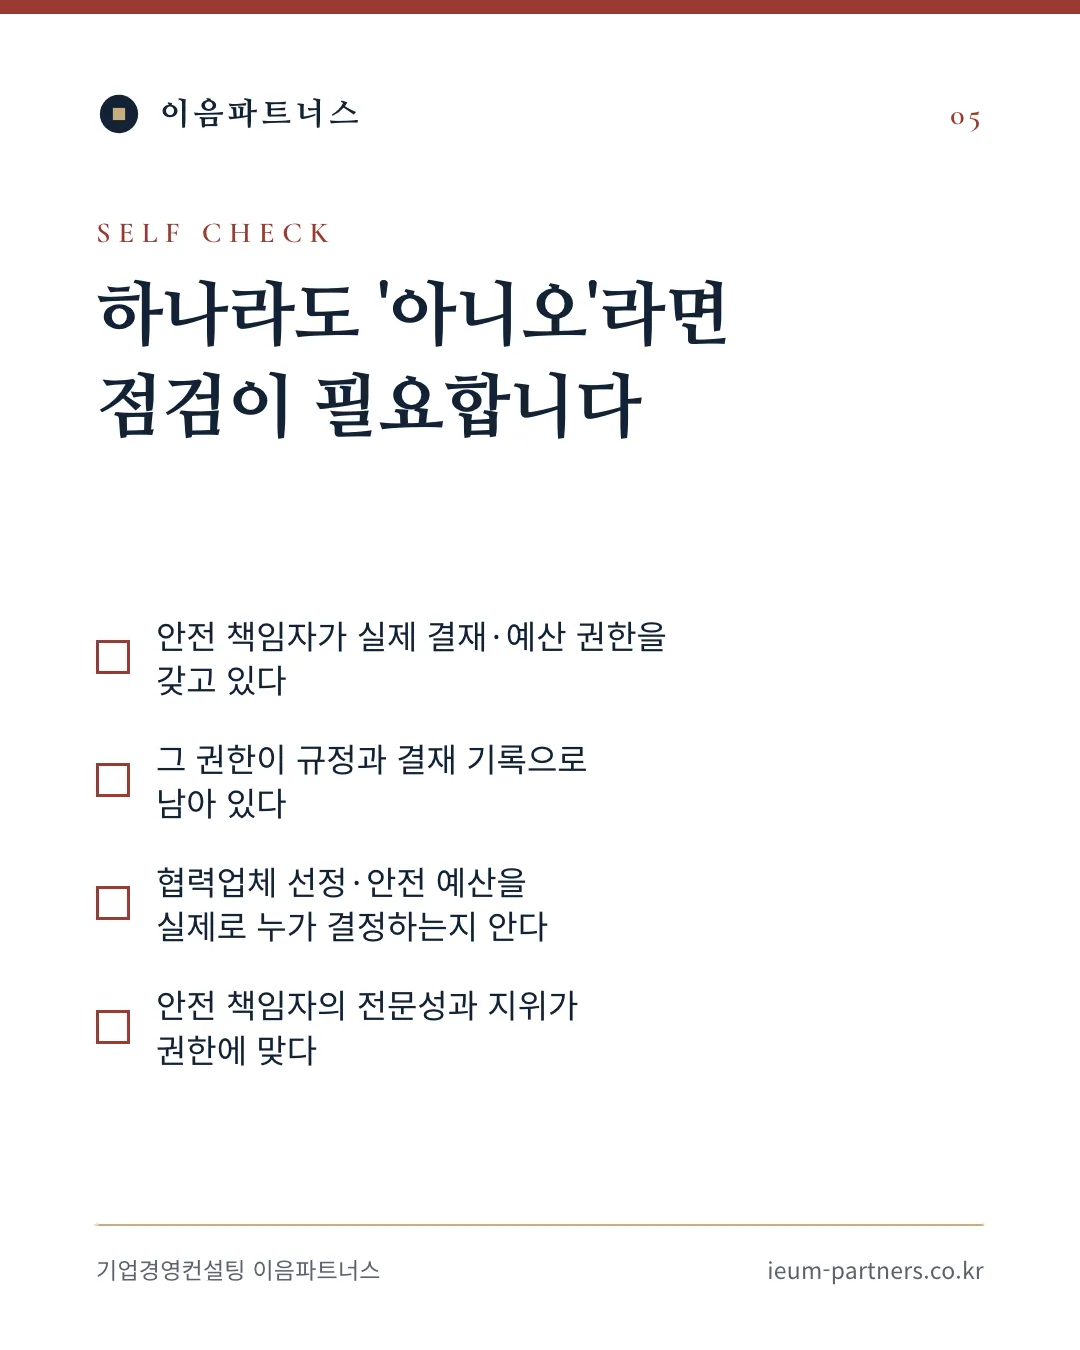 이음파트너스
05
SELF CHECK
하나라도 '아니오'라면
점검이 필요합니다
안전 책임자가 실제 결재·예산 권한을
갖고 있다
그 권한이 규정과 결재 기록으로
남아 있다
협력업체 선정·안전 예산을
실제로 누가 결정하는지 안다
안전 책임자의 전문성과 지위가
권한에 맞다
기업경영컨설팅 이음파트너스
ieum-partners.co.kr